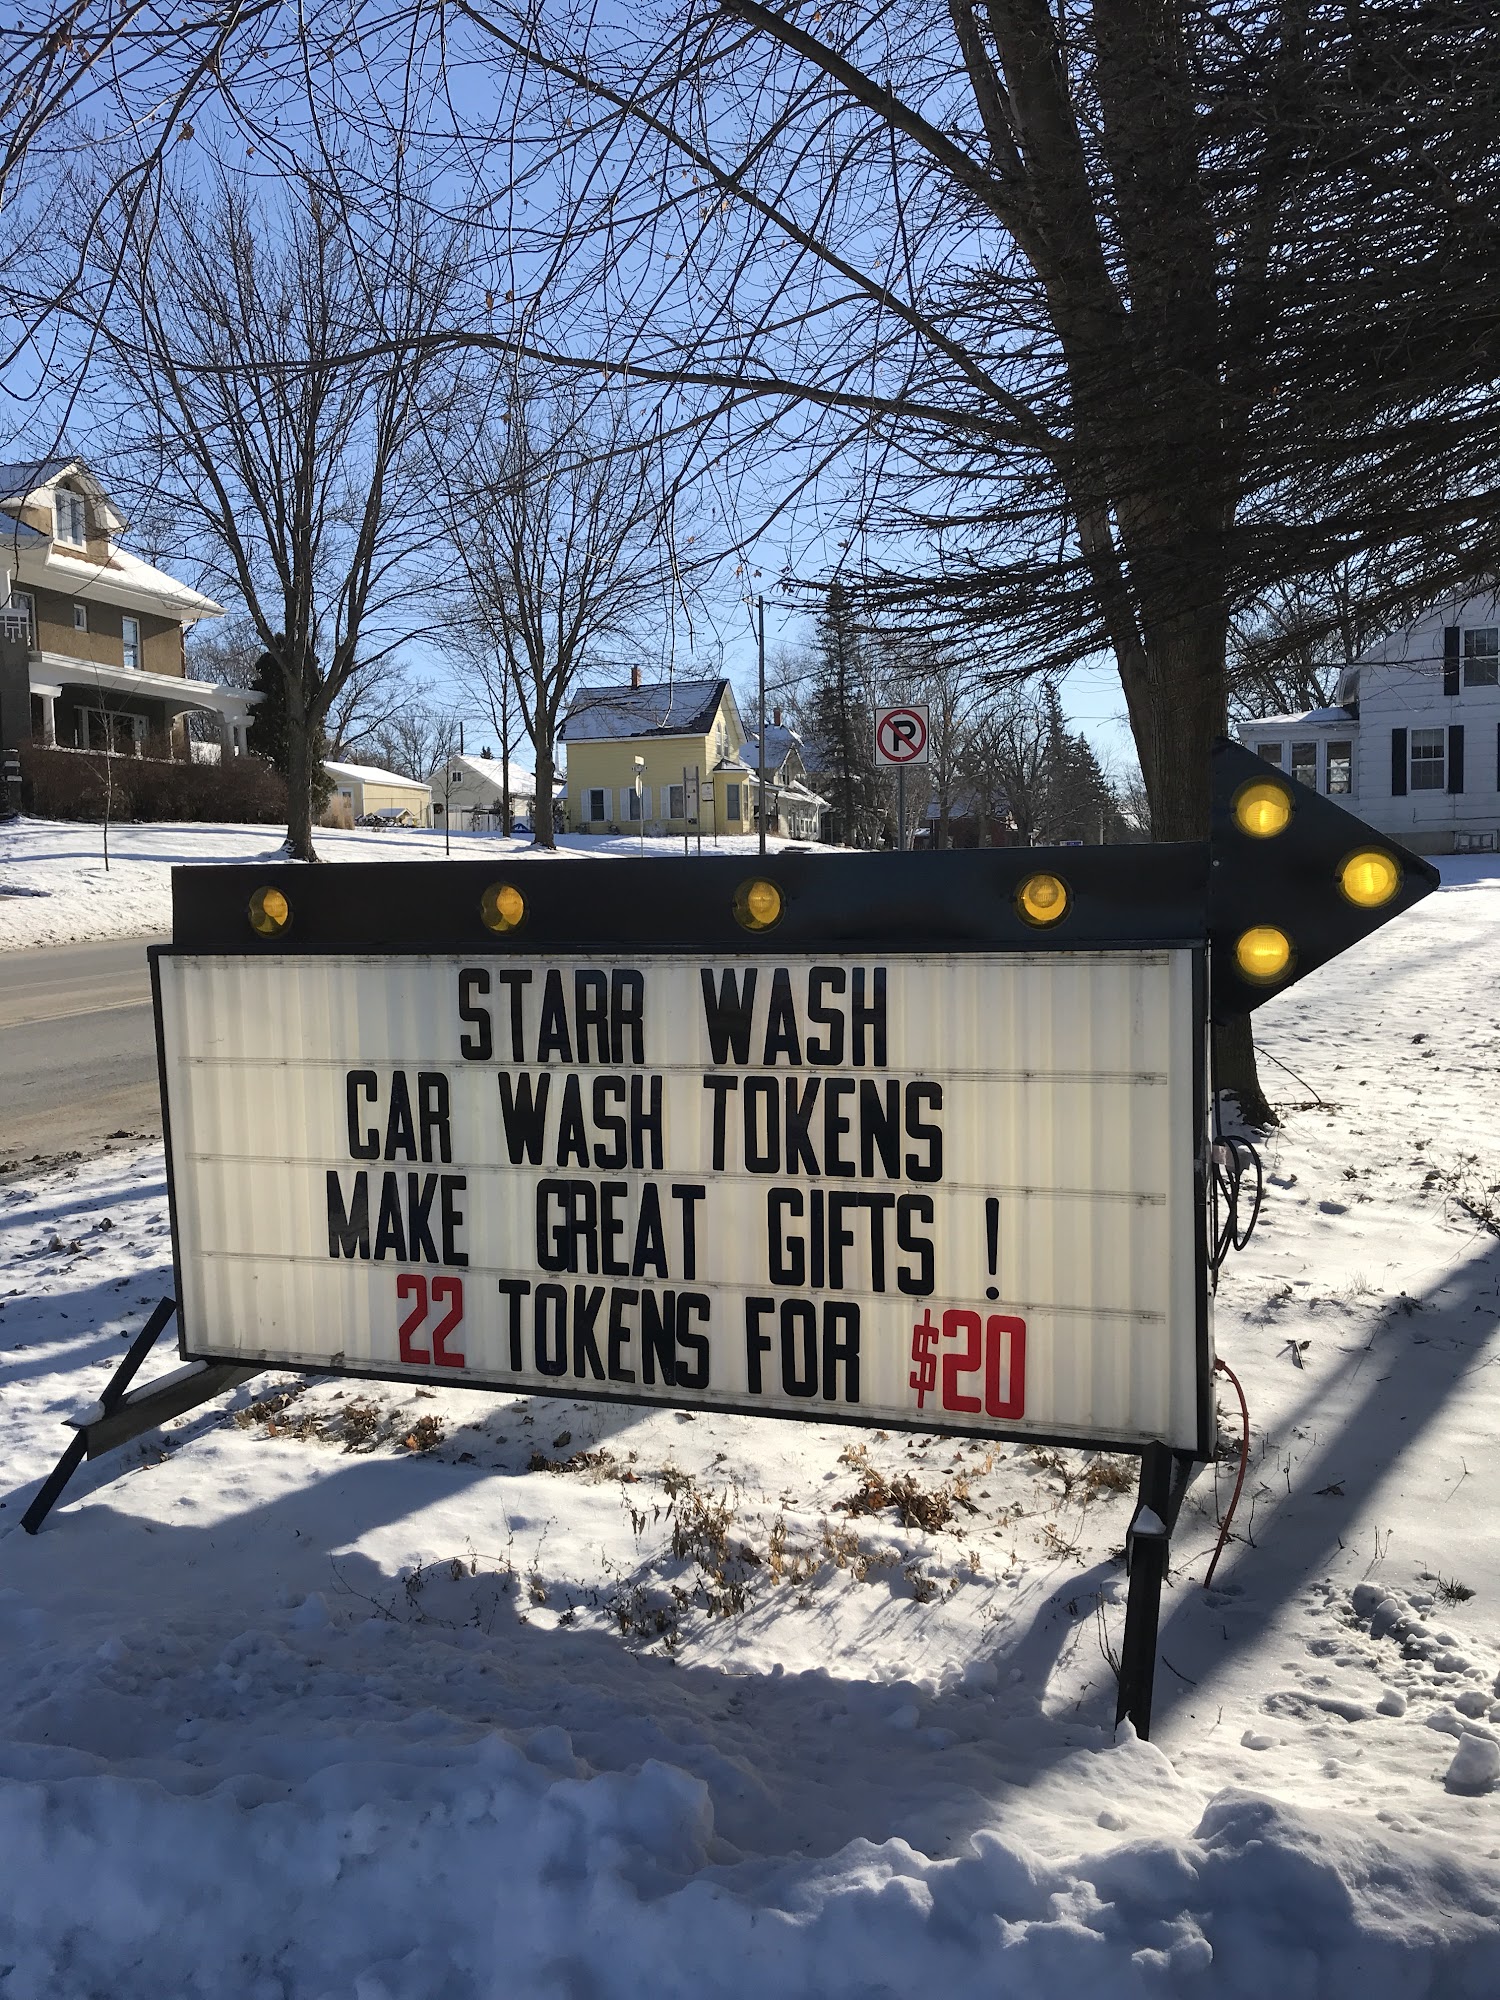 STARR WASH
CAR WASH TOKENS
MAKE GREAT GIFTS !
22 TOKENS FOR $20
P